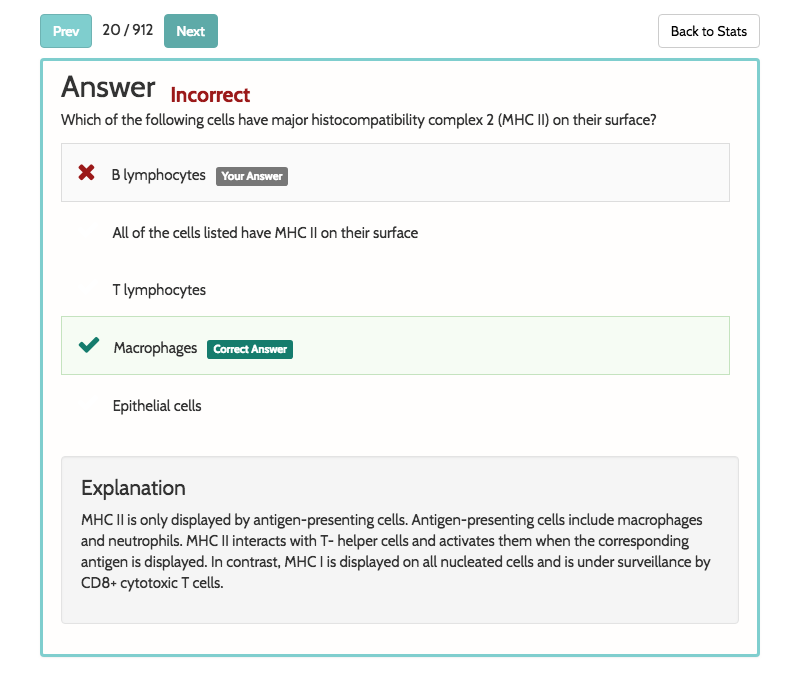 Prev 20 / 912 Next Back to Stats
Answer Incorrect
Which of the following cells have major histocompatibility complex 2 (MHC II) on their surface?
B lymphocytes Your Answer
All of the cells listed have MHC II on their surface
T lymphocytes
Macrophages Correct Answer
Epithelial cells
Explanation
MHC II is only displayed by antigen-presenting cells. Antigen-presenting cells include macrophages
and neutrophils. MHC II interacts with T- helper cells and activates them when the corresponding
antigen is displayed. In contrast, MHC I is displayed on all nucleated cells and is under surveillance by
CD8+ cytotoxic T cells.